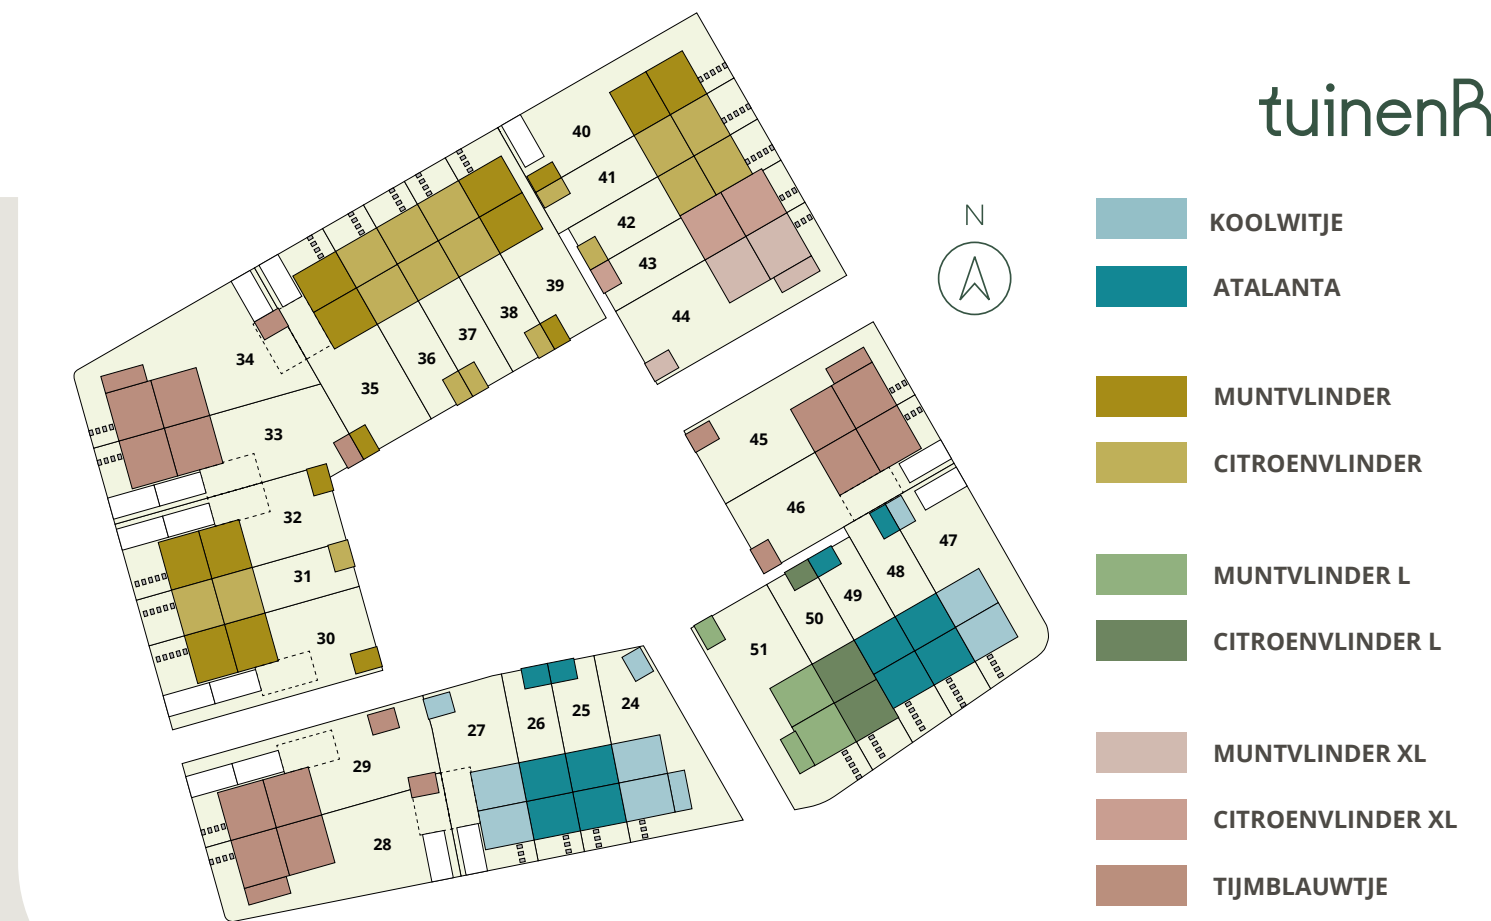 tuinenR
N
KOOLWITJE
ATALANTA
MUNTVLINDER
CITROENVLINDER
MUNTVLINDER L
CITROENVLINDER L
MUNTVLINDER XL
CITROENVLINDER XL
TIJMBLAUWTJE
40
41
42
43
44
39
38
37
36
35
34
33
32
31
30
45
46
47
48
49
50
51
24
25
26
27
29
28